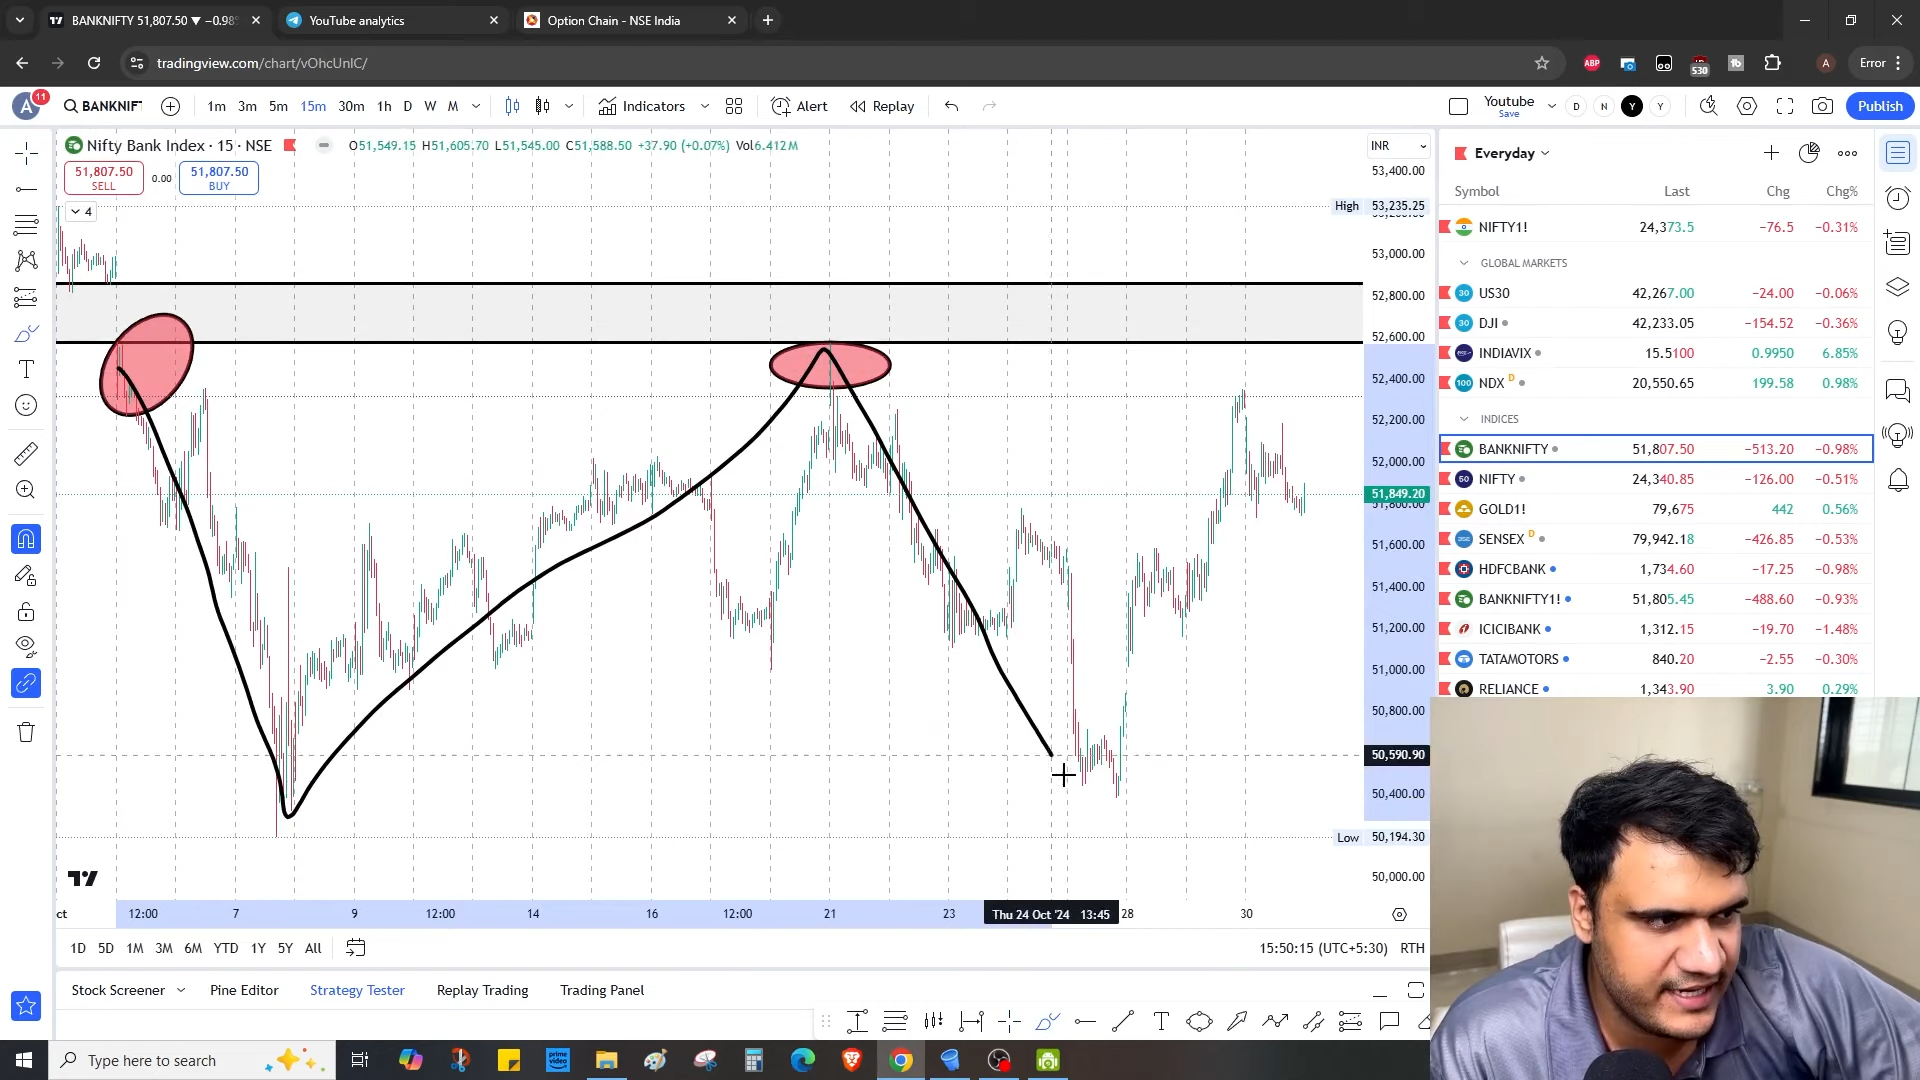 BANKNIFTY 51,807.50 ▼ −0.98%
YouTube analytics
Option Chain - NSE India
tradingview.com/chart/vOhcUnIC/
ABP
530
A
Error
A
11
BANKNIF
1m 3m 5m 15m 30m 1h D W M
Indicators
Alert
Replay
Youtube
Save
D N Y Y
Publish
Nifty Bank Index · 15 · NSE
O51,549.15 H51,605.70 L51,545.00 C51,588.50 +37.90 (+0.07%) Vol6.412M
51,807.50
SELL
0.00
51,807.50
BUY
4
INR
53,400.00
High 53,235.25
53,000.00
52,800.00
52,600.00
52,400.00
52,200.00
52,000.00
51,849.20
51,800.00
51,600.00
51,400.00
51,200.00
51,000.00
50,800.00
50,590.90
50,400.00
Low 50,194.30
50,000.00
ct 12:00 7 9 12:00 14 16 12:00 21 23 Thu 24 Oct '24 13:45 28 30
1D 5D 1M 3M 6M YTD 1Y 5Y All
15:50:15 (UTC+5:30) RTH
Stock Screener Pine Editor Strategy Tester Replay Trading Trading Panel
Everyday
Symbol Last Chg Chg%
NIFTY1! 24,373.5 −76.5 −0.31%
GLOBAL MARKETS
30 US30 42,267.00 −24.00 −0.06%
30 DJI 42,233.05 −154.52 −0.36%
INDIAVIX 15.5100 0.9950 6.85%
100 NDX D 20,550.65 199.58 0.98%
INDICES
BANKNIFTY 51,807.50 −513.20 −0.98%
50 NIFTY 24,340.85 −126.00 −0.51%
GOLD1! 79,675 442 0.56%
SENSEX D 79,942.18 −426.85 −0.53%
HDFCBANK 1,734.60 −17.25 −0.98%
BANKNIFTY1! 51,805.45 −488.60 −0.93%
ICICIBANK 1,312.15 −19.70 −1.48%
TATAMOTORS 840.20 −2.55 −0.30%
RELIANCE 1,343.90 3.90 0.29%
Type here to search
prime video